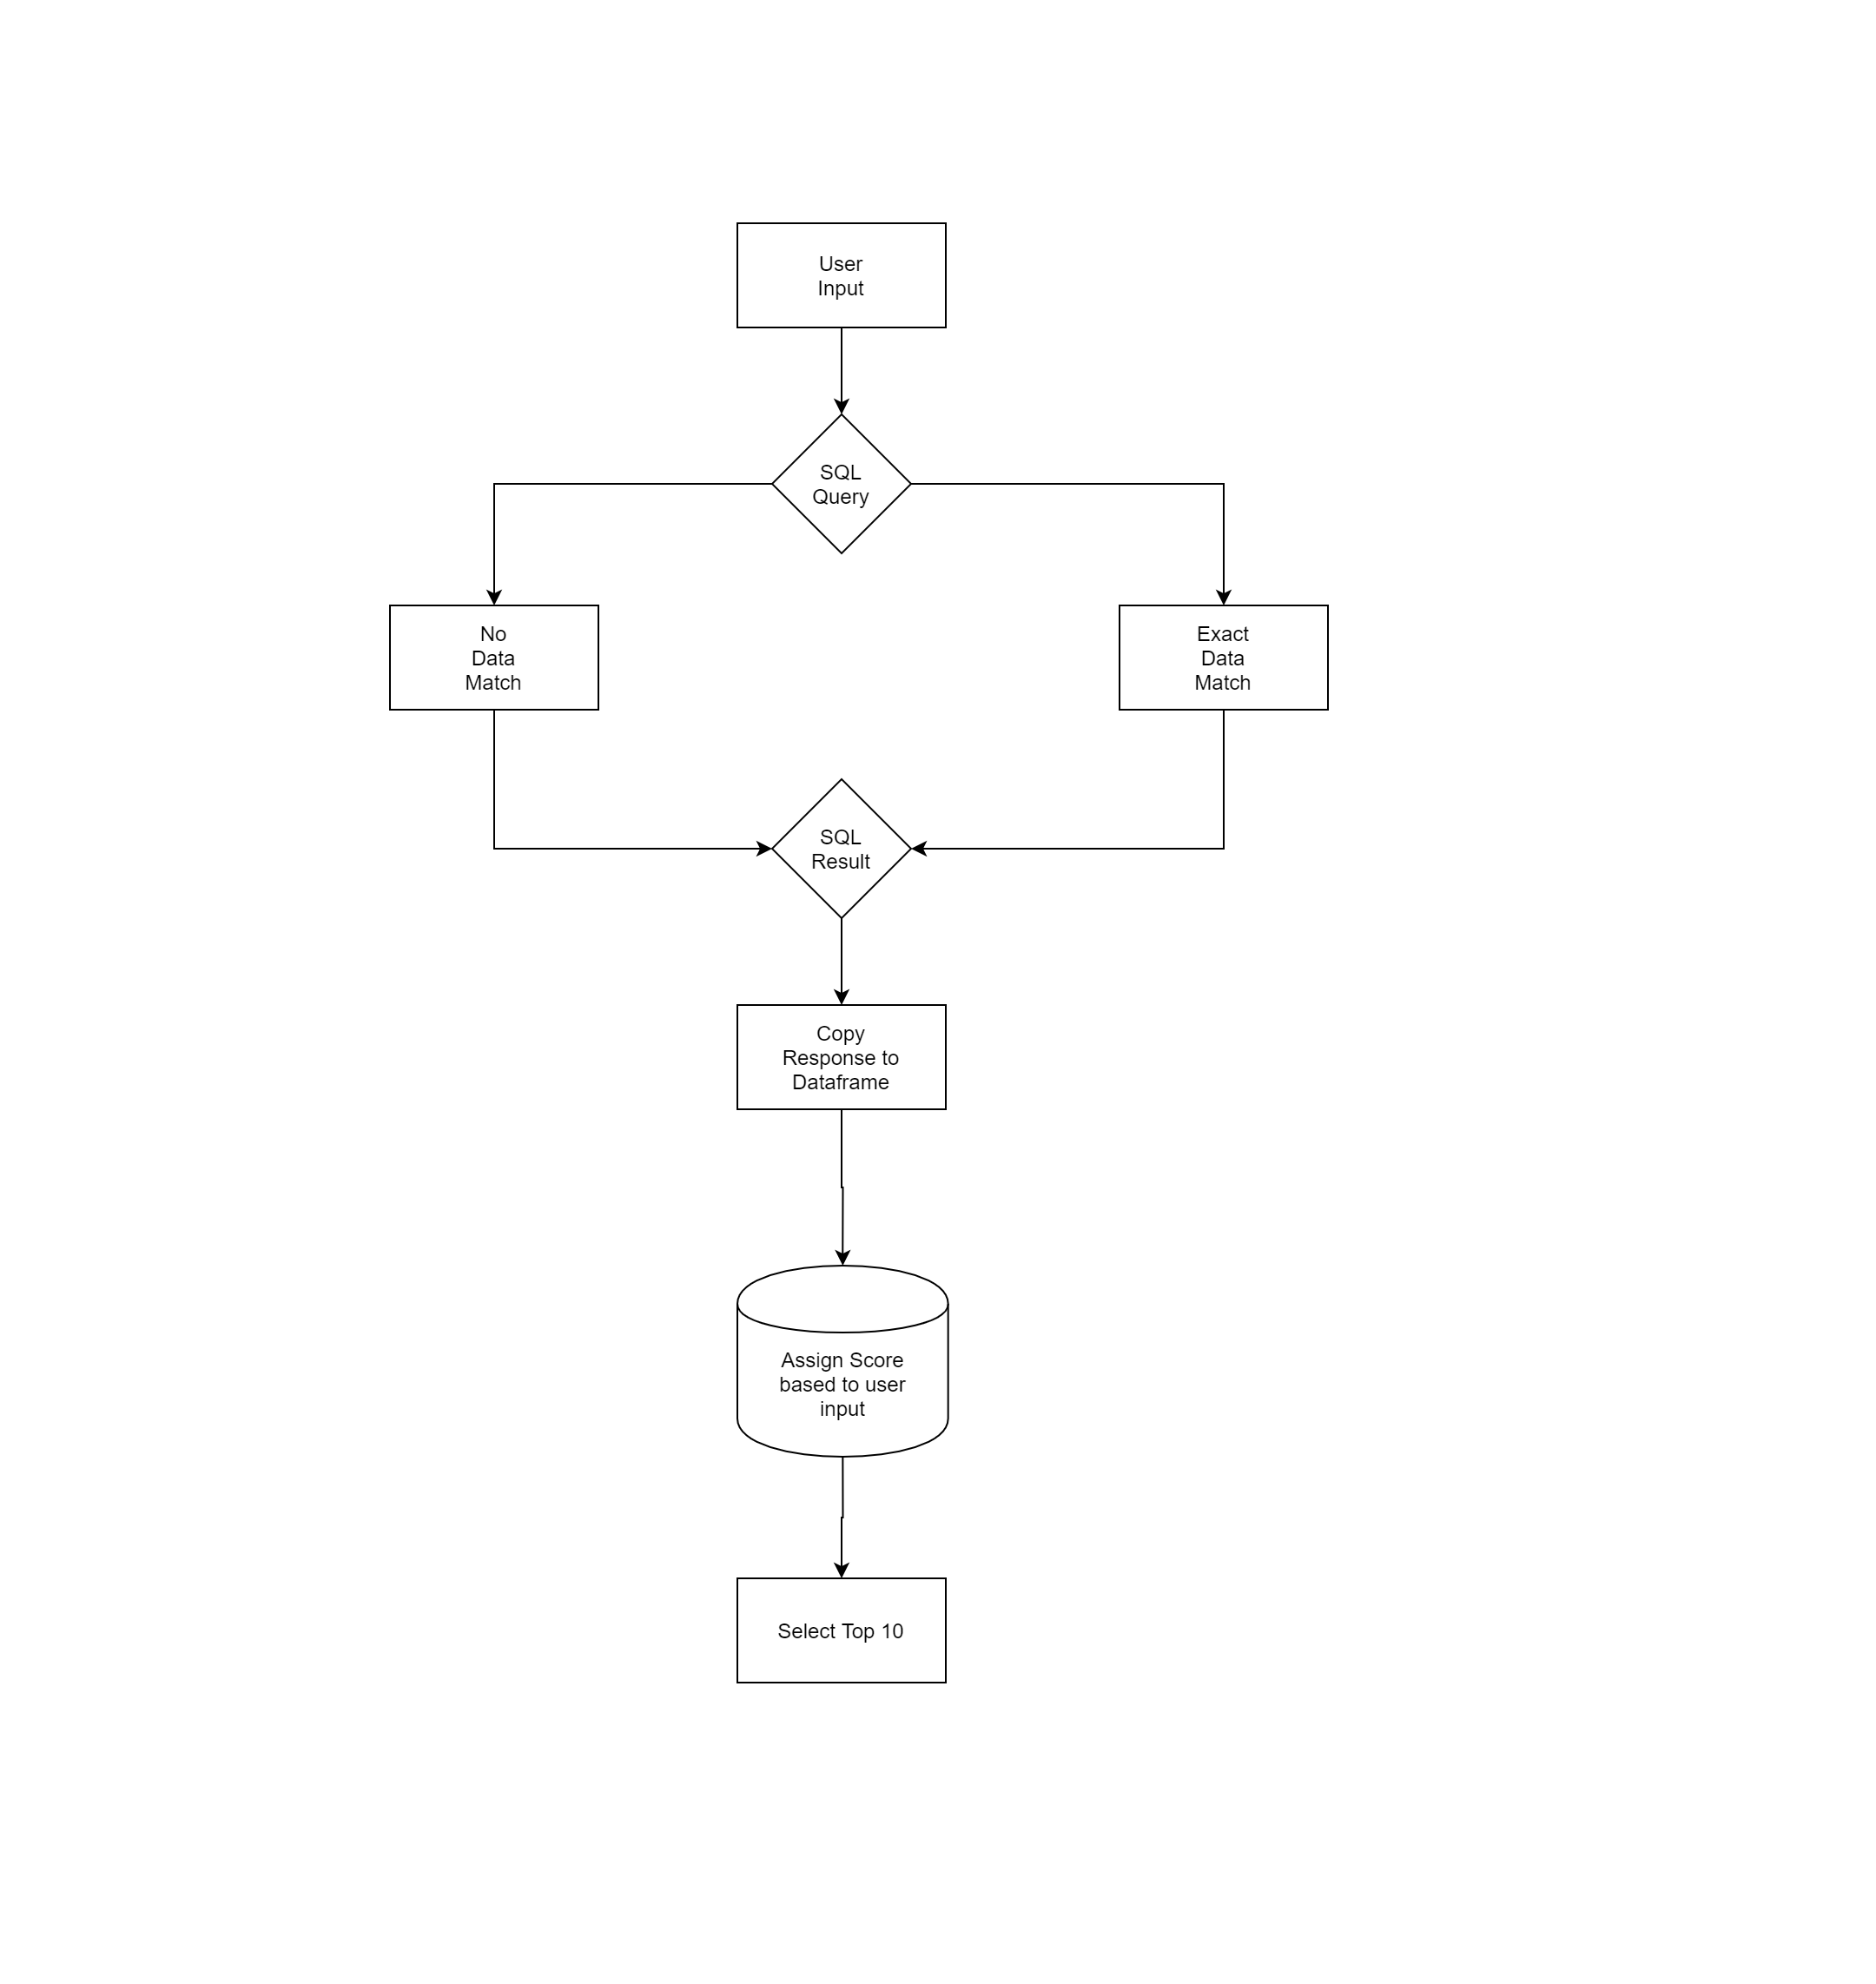 User
Input
SQL
Query
No
Data
Match
Exact
Data
Match
SQL
Result
Copy
Response to
Dataframe
Assign Score
based to user
input
Select Top 10